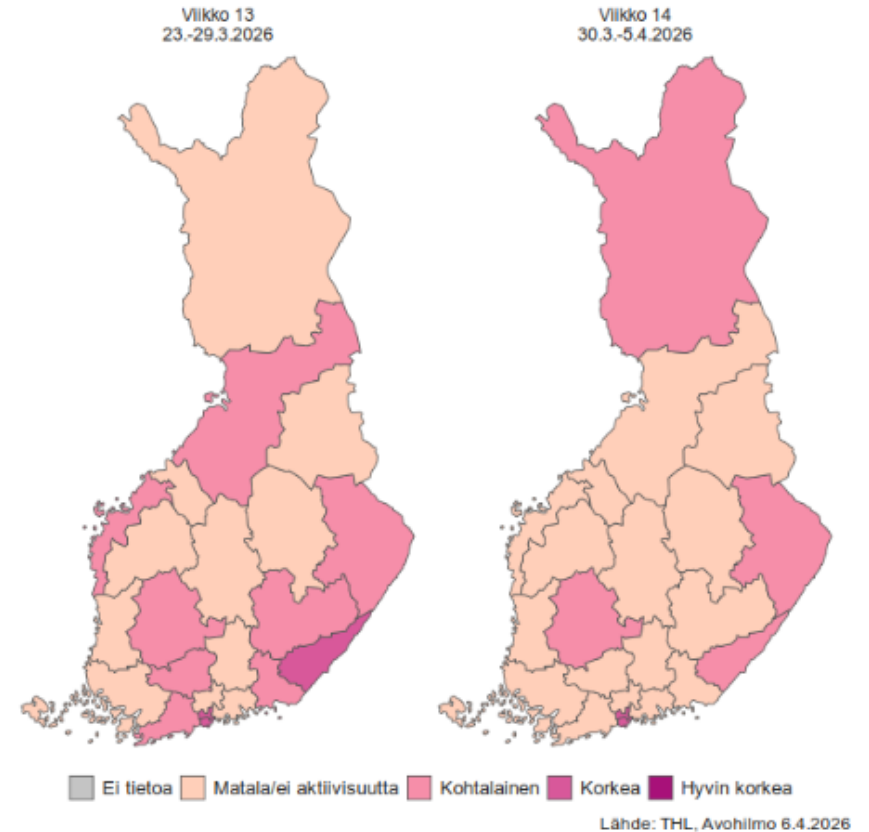 Viikko 13
23.-29.3.2026
Viikko 14
30.3.-5.4.2026
Ei tietoa
Matala/ei aktiivisuutta
Kohtalainen
Korkea
Hyvin korkea
Lähde: THL, Avohilmo 6.4.2026